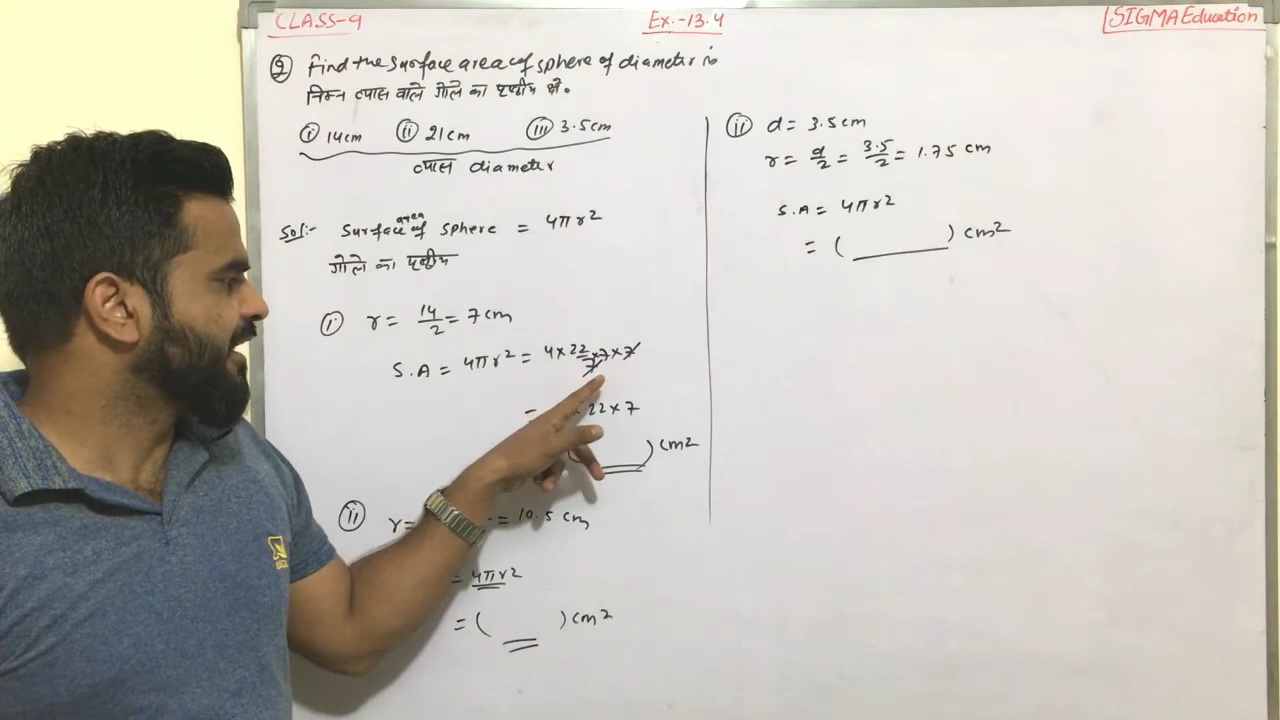 CLASS-9
Ex.-13.4
SIGMA Education
Q Find the surface area of sphere of diameter is
निम्न व्यास वाले गोले का पृष्ठीय क्षे.
(i) 14cm (ii) 21cm (iii) 3.5cm
व्यास diameter
Sol:- Surface area of sphere = 4πr²
गोले का पृष्ठीय
(i) r = 14/2 = 7cm
S.A = 4πr² = 4×22/7×7×7
= 22×7
) cm²
(ii) r= = 10.5 cm
= 4πr²
= ( ) cm²
(ii) d = 3.5cm
r = d/2 = 3.5/2 = 1.75 cm
S.A = 4πr²
= ( ) cm²